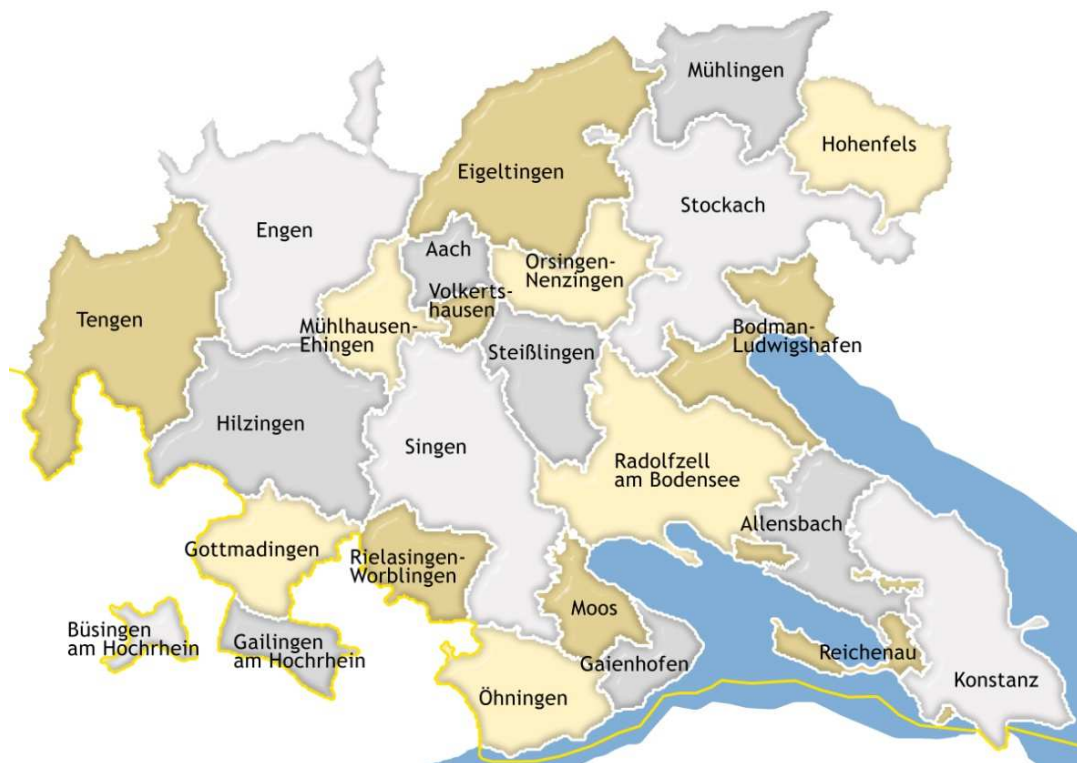 Mühlingen
Hohenfels
Eigeltingen
Stockach
Engen
Aach
Orsingen-
Nenzingen
Volkerts-
hausen
Tengen
Mühlhausen-
Ehingen
Steißlingen
Bodman-
Ludwigshafen
Hilzingen
Singen
Radolfzell
am Bodensee
Allensbach
Gottmadingen
Rielasingen-
Worblingen
Moos
Büsingen
am Hochrhein
Gailingen
am Hochrhein
Gaienhofen
Reichenau
Konstanz
Öhningen